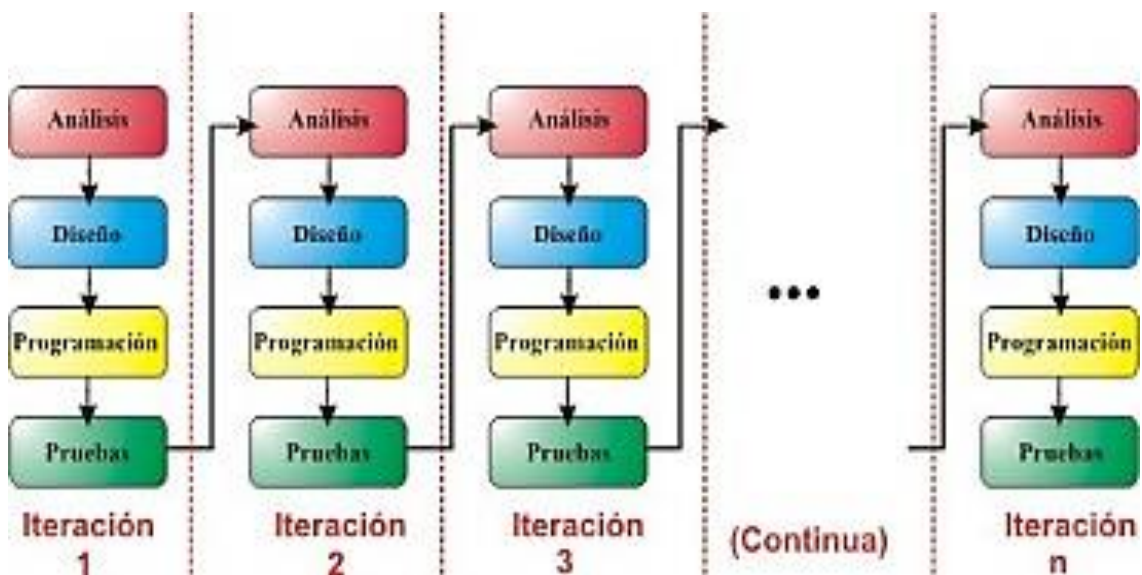 Análisis
Diseño
Programación
Pruebas
Iteración
1
Análisis
Diseño
Programación
Pruebas
Iteración
2
Análisis
Diseño
Programación
Pruebas
Iteración
3
...
(Continua)
Análisis
Diseño
Programación
Pruebas
Iteración
n